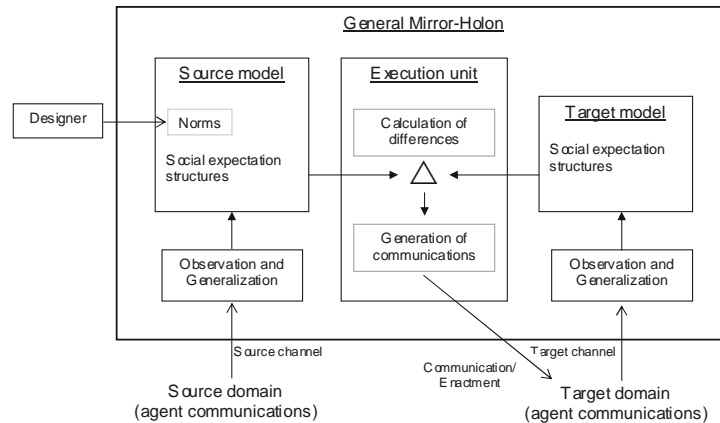 General Mirror-Holon
Source model
Norms
Social expectation
structures
Designer
Execution unit
Calculation of
differences
Generation of
communications
Target model
Social expectation
structures
Observation and
Generalization
Observation and
Generalization
Source channel
Communication/
Enactment
Target channel
Source domain
(agent communications)
Target domain
(agent communications)